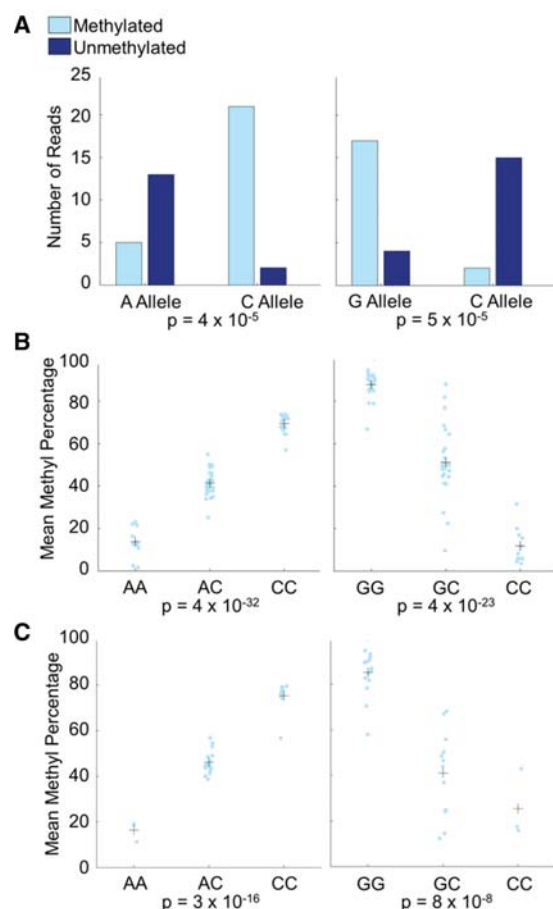 A
Methylated
Unmethylated
Number of Reads
25
20
15
10
5
0
A Allele C Allele G Allele C Allele
p = 4 x 10⁻⁵ p = 5 x 10⁻⁵
B
Mean Methyl Percentage
100
80
60
40
20
0
AA AC CC GG GC CC
p = 4 x 10⁻³² p = 4 x 10⁻²³
C
Mean Methyl Percentage
100
80
60
40
20
0
AA AC CC GG GC CC
p = 3 x 10⁻¹⁶ p = 8 x 10⁻⁸